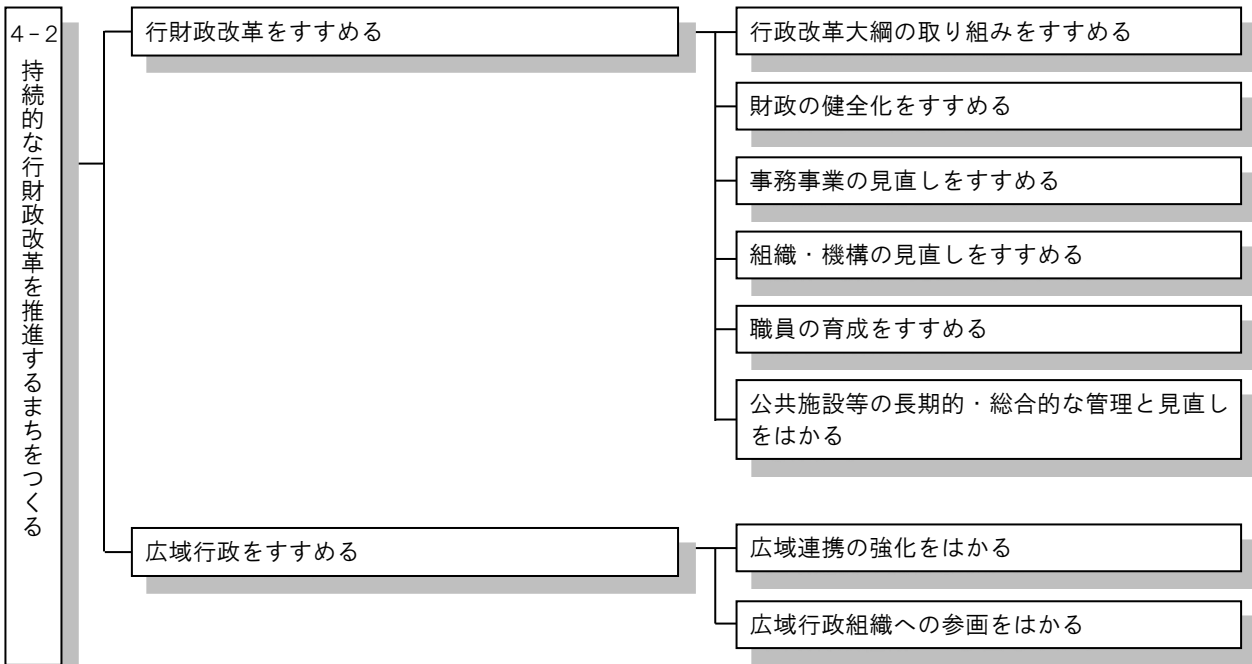 4-2
持続的な行財政改革を推進するまちをつくる
行財政改革をすすめる
行政改革大綱の取り組みをすすめる
財政の健全化をすすめる
事務事業の見直しをすすめる
組織・機構の見直しをすすめる
職員の育成をすすめる
公共施設等の長期的・総合的な管理と見直し
をはかる
広域行政をすすめる
広域連携の強化をはかる
広域行政組織への参画をはかる